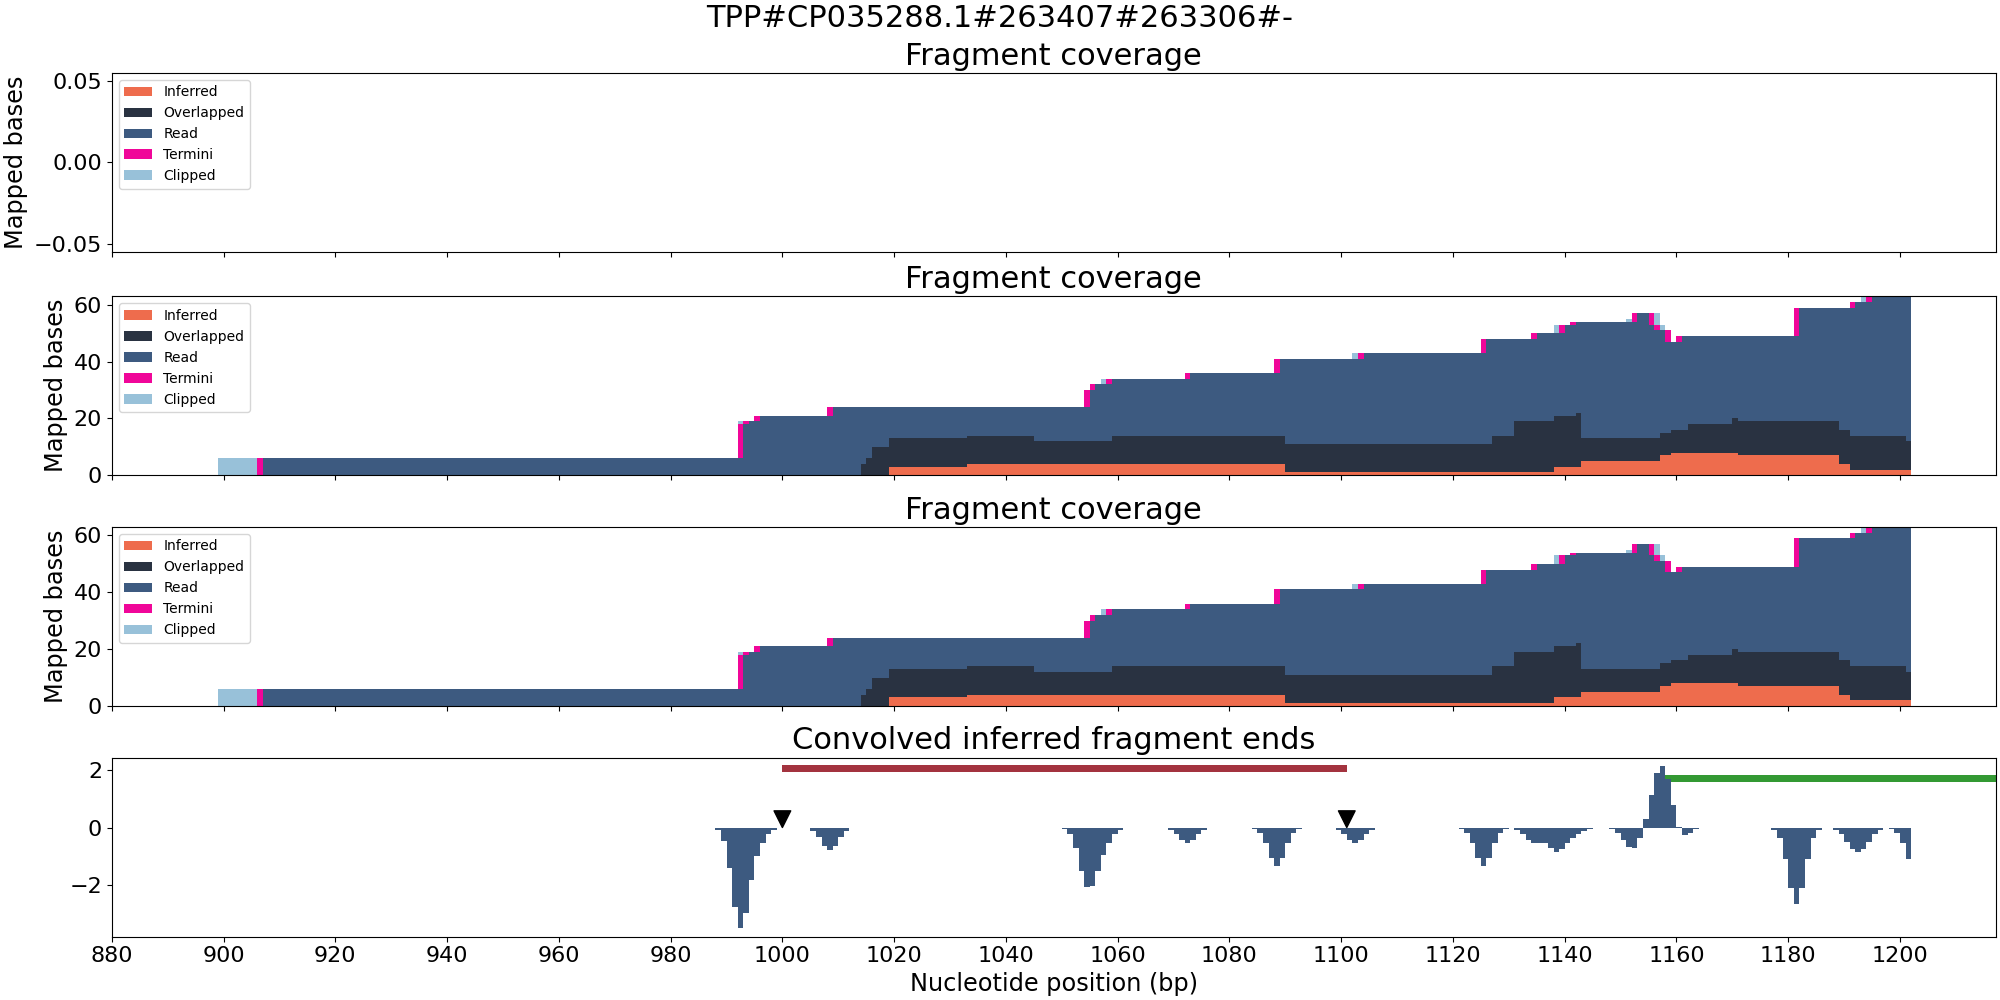 TPP#CP035288.1#263407#263306#-
Fragment coverage
Mapped bases
0.05
0.00
−0.05
Inferred
Overlapped
Read
Termini
Clipped
Fragment coverage
Mapped bases
60
40
20
0
Inferred
Overlapped
Read
Termini
Clipped
Fragment coverage
Mapped bases
60
40
20
0
Inferred
Overlapped
Read
Termini
Clipped
Convolved inferred fragment ends
2
0
−2
880 900 920 940 960 980 1000 1020 1040 1060 1080 1100 1120 1140 1160 1180 1200
Nucleotide position (bp)